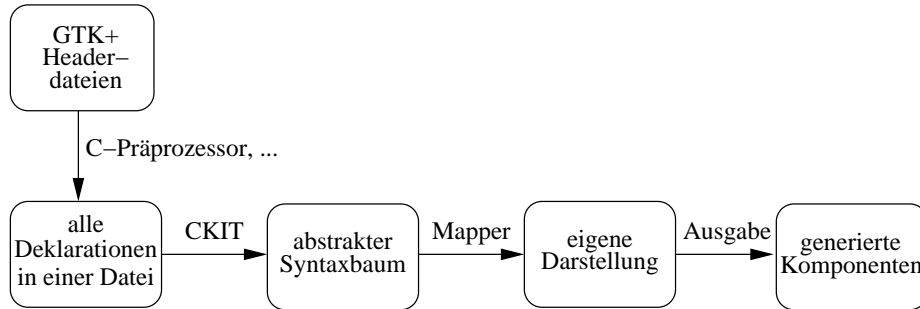 GTK+
Header–
dateien
C–Präprozessor, ...
alle
Deklarationen
in einer Datei
CKIT
abstrakter
Syntaxbaum
Mapper
eigene
Darstellung
Ausgabe
generierte
Komponenten